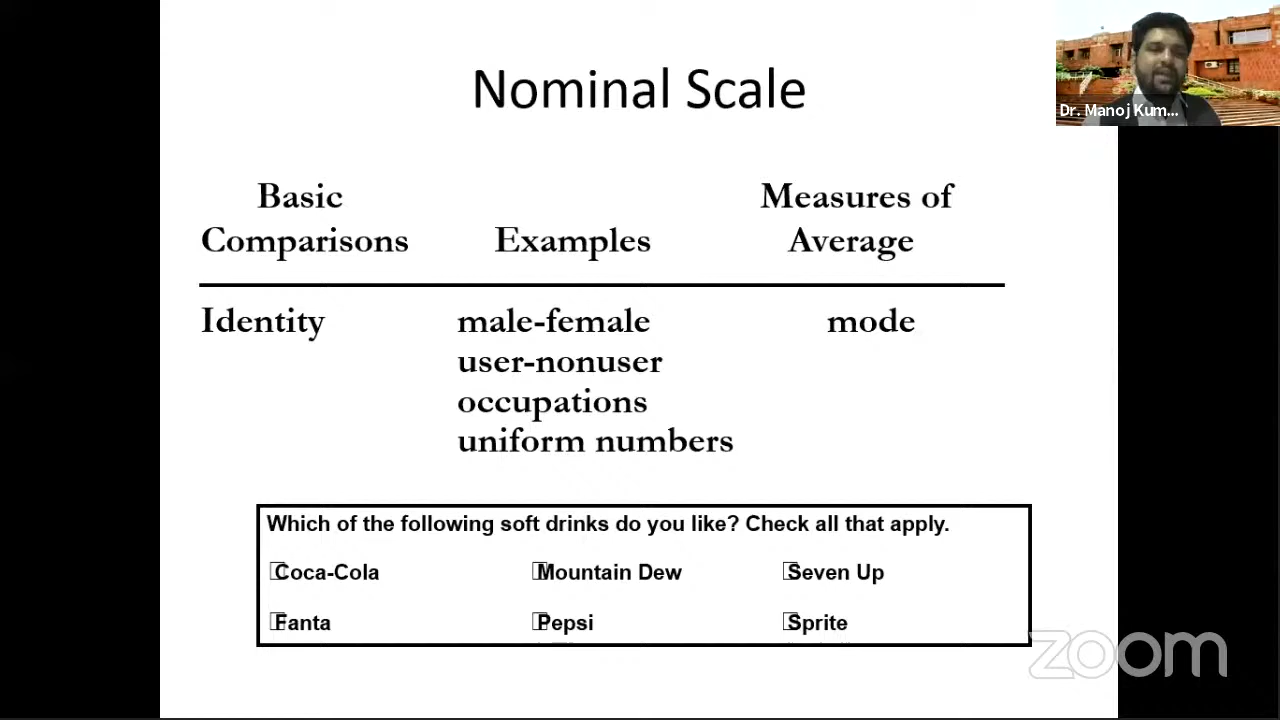 Nominal Scale
Dr. Manoj Kum...
Basic
Comparisons
Examples
Measures of
Average
Identity
male-female
mode
user-nonuser
occupations
uniform numbers
Which of the following soft drinks do you like? Check all that apply.
Coca-Cola
Mountain Dew
Seven Up
Fanta
Pepsi
Sprite
zoom